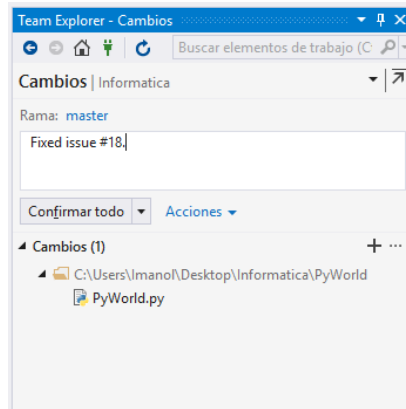 Team Explorer - Cambios
Buscar elementos de trabajo (C
Cambios | Informatica
Rama: master
Fixed issue #18.
Confirmar todo Acciones
Cambios (1)
C:\Users\Imanol\Desktop\Informatica\PyWorld
PyWorld.py